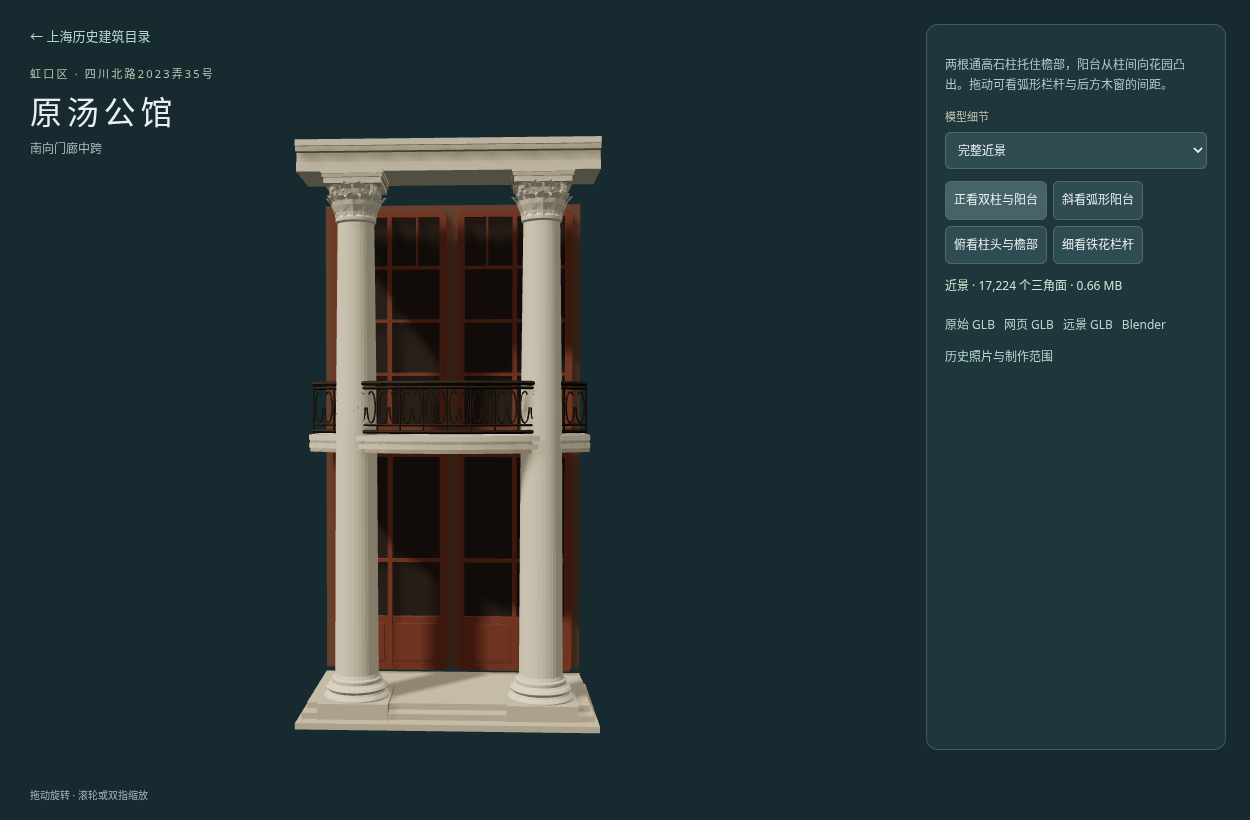 ← 上海历史建筑目录
虹口区 · 四川北路2023弄35号
原汤公馆
南向门廊中跨
两根通高石柱托住檐部，阳台从柱间向花园凸
出。拖动可看弧形栏杆与后方木窗的间距。
模型细节
完整近景
正看双柱与阳台 斜看弧形阳台
俯看柱头与檐部 细看铁花栏杆
近景 · 17,224 个三角面 · 0.66 MB
原始 GLB 网页 GLB 远景 GLB Blender
历史照片与制作范围
拖动旋转 · 滚轮或双指缩放